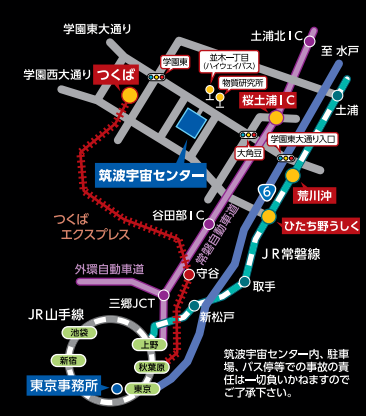 学園東大通り
土浦北IC
至 水戸
並木一丁目
(ハイウェイバス)
学園東
物質研究所
学園西大通り
つくば
土浦
桜土浦IC
学園東大通り入口
大角豆
筑波宇宙センター
荒川沖
6
つくば
エクスプレス
谷田部IC
常磐自動車道
ひたち野うしく
JR常磐線
外環自動車道
守谷
取手
三郷JCT
新松戸
JR山手線
池袋
上野
新宿
秋葉原
東京事務所
東京
筑波宇宙センター内、駐車
場、バス停等での事故の責
任は一切負いかねますので
ご了承下さい。